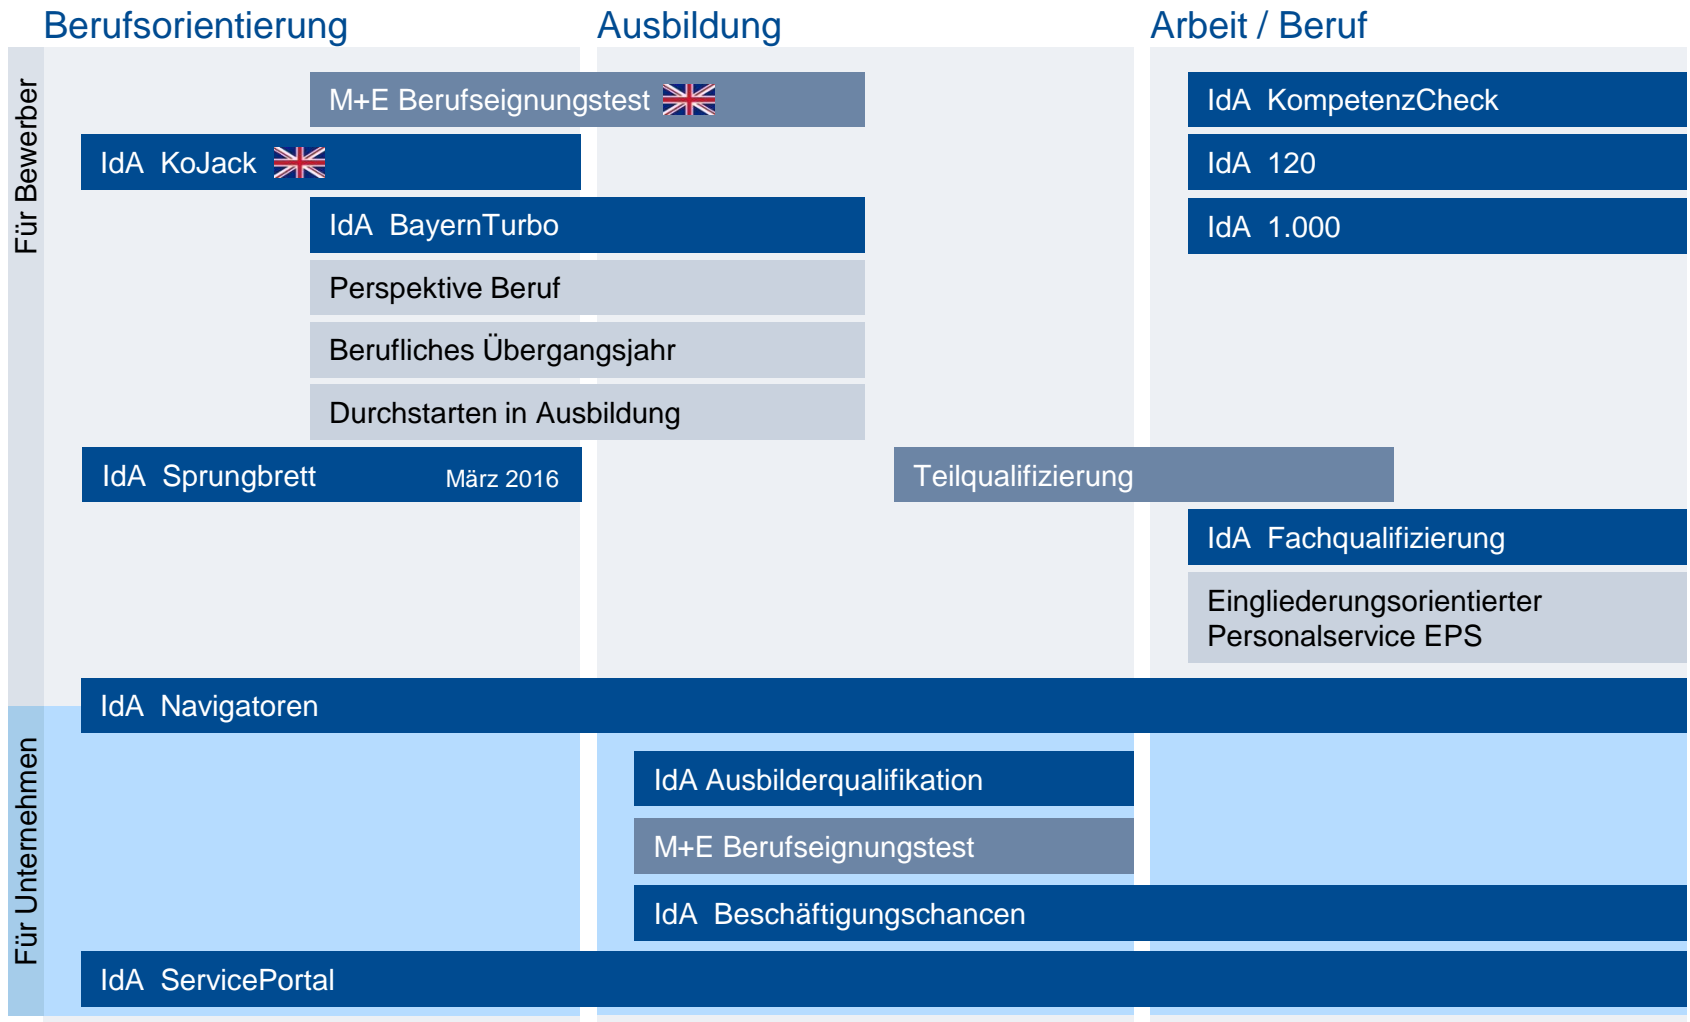 Berufsorientierung
Ausbildung
Arbeit / Beruf
Für Bewerber
M+E Berufseignungstest
IdA KompetenzCheck
IdA KoJack
IdA 120
IdA BayernTurbo
IdA 1.000
Perspektive Beruf
Berufliches Übergangsjahr
Durchstarten in Ausbildung
IdA Sprungbrett März 2016
Teilqualifizierung
IdA Fachqualifizierung
Eingliederungsorientierter
Personalservice EPS
IdA Navigatoren
Für Unternehmen
IdA Ausbilderqualifikation
M+E Berufseignungstest
IdA Beschäftigungschancen
IdA ServicePortal